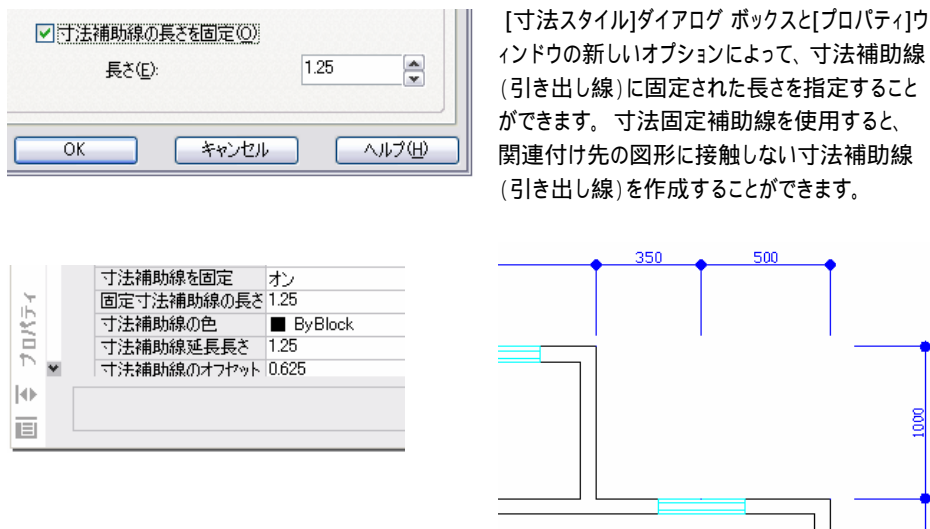 寸法補助線の長さを固定(O)
長さ(E): 1.25
OK キャンセル ヘルプ(H)
[寸法スタイル]ダイアログ ボックスと[プロパティ]ウ
ィンドウの新しいオプションによって、寸法補助線
(引き出し線)に固定された長さを指定すること
ができます。 寸法固定補助線を使用すると、
関連付け先の図形に接触しない寸法補助線
(引き出し線)を作成することができます。
プロパティ
寸法補助線を固定 オン
固定寸法補助線の長さ 1.25
寸法補助線の色 ByBlock
寸法補助線延長長さ 1.25
寸法補助線のオフセット 0.625
350 500
1000